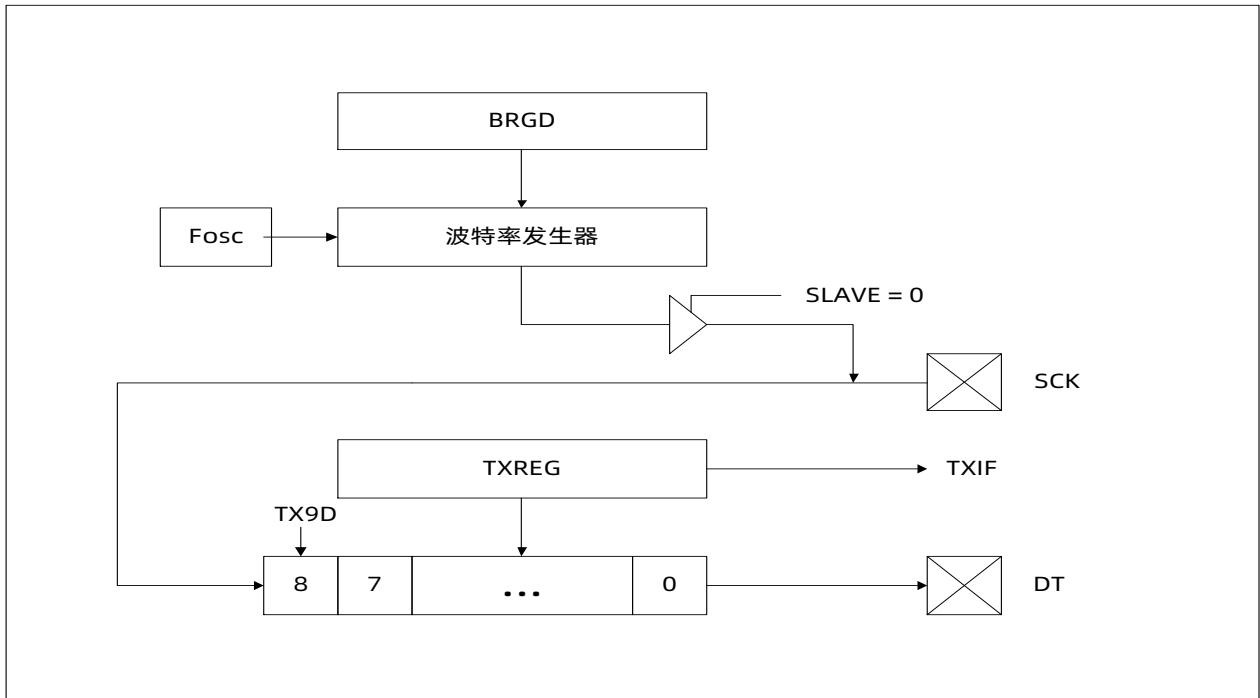 BRGD
Fosc
波特率发生器
SLAVE = 0
SCK
TXREG
TXIF
TX9D
8
7
...
0
DT